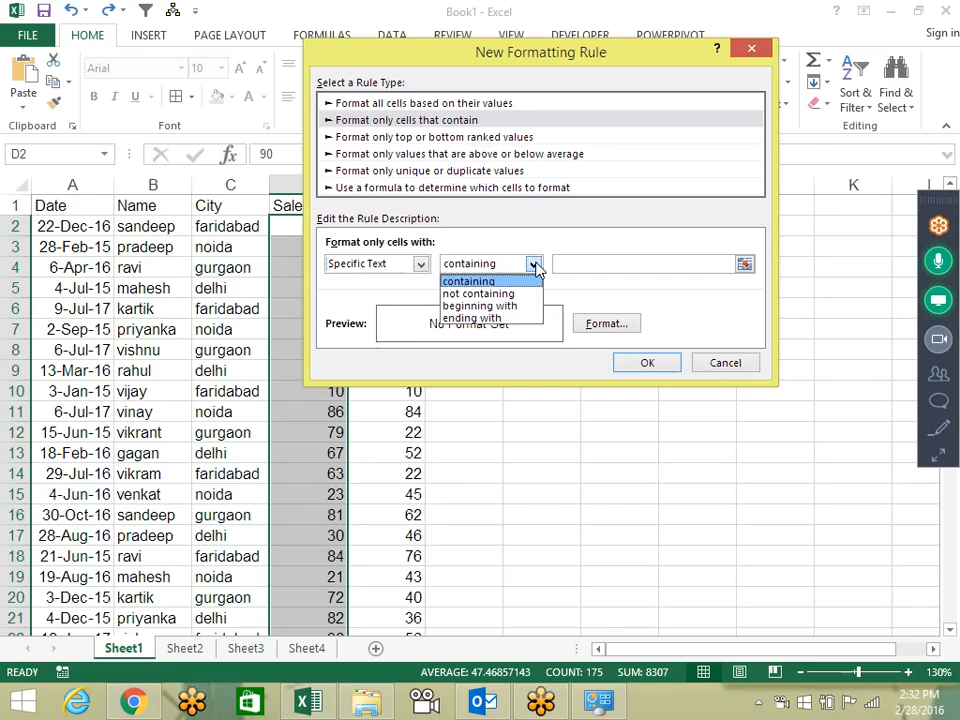 Book1 - Excel
FILE HOME INSERT PAGE LAYOUT FORMULAS DATA REVIEW VIEW DEVELOPER POWERPIVOT Sign in
New Formatting Rule
Select a Rule Type:
► Format all cells based on their values
► Format only cells that contain
► Format only top or bottom ranked values
► Format only values that are above or below average
► Format only unique or duplicate values
► Use a formula to determine which cells to format
Edit the Rule Description:
Format only cells with:
Specific Text containing
containing
not containing
beginning with
ending with
Preview: No Format Set Format...
OK Cancel
Paste
Arial 10
B I U
Clipboard Font
Sort & Filter
Find & Select
Editing
D2 90
A B C K
1 Date Name City Sale
2 22-Dec-16 sandeep faridabad
3 28-Feb-15 pradeep noida
4 6-Apr-16 ravi gurgaon
5 4-Jul-15 mahesh delhi
6 9-Jul-16 kartik faridabad
7 2-Sep-15 priyanka noida
8 6-Jul-17 vishnu gurgaon
9 13-Mar-16 rahul delhi
10 3-Jan-15 vijay faridabad 10 10
11 6-Jul-17 vinay noida 86 84
12 15-Jun-15 vikrant gurgaon 79 22
13 18-Feb-16 gagan delhi 67 52
14 29-Jul-16 vikram faridabad 63 22
15 4-Jun-16 venkat noida 23 45
16 30-Oct-16 sandeep gurgaon 81 62
17 28-Aug-16 pradeep delhi 30 46
18 21-Jun-15 ravi faridabad 84 76
19 19-Aug-16 mahesh noida 21 43
20 3-Dec-15 kartik gurgaon 72 40
21 4-Dec-15 priyanka delhi 82 36
Sheet1 Sheet2 Sheet3 Sheet4
READY AVERAGE: 47.46857143 COUNT: 175 SUM: 8307 130%
2:32 PM
2/28/2016